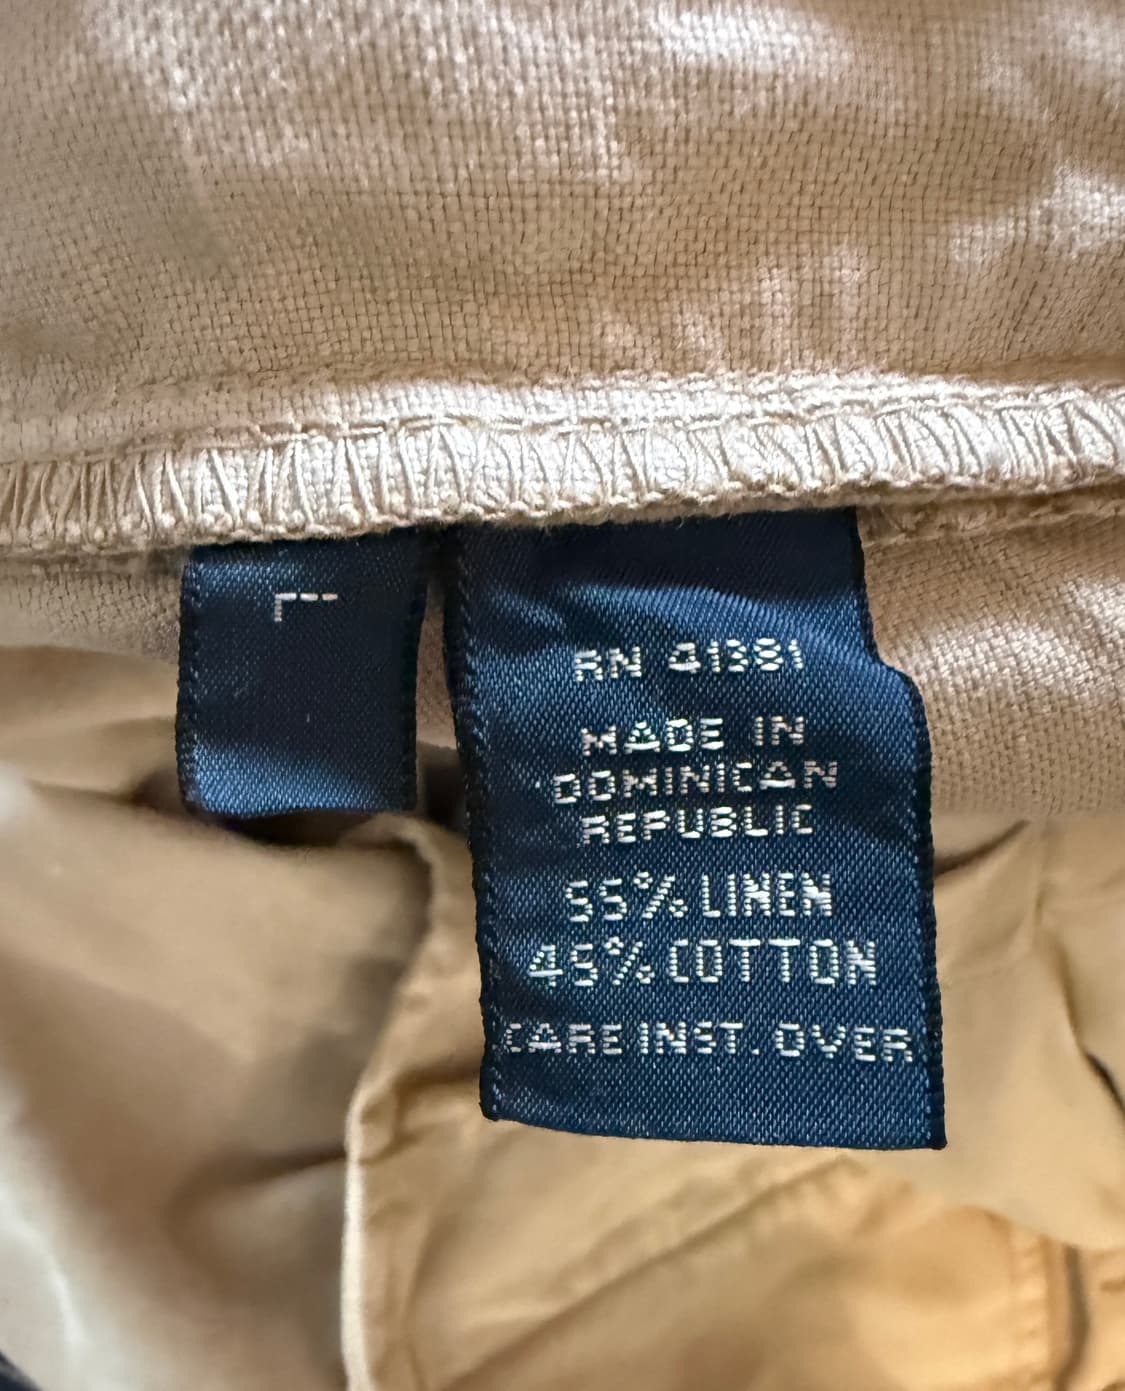 L
RN 41381
MADE IN
DOMINICAN
REPUBLIC
55% LINEN
45% COTTON
CARE INST. OVER